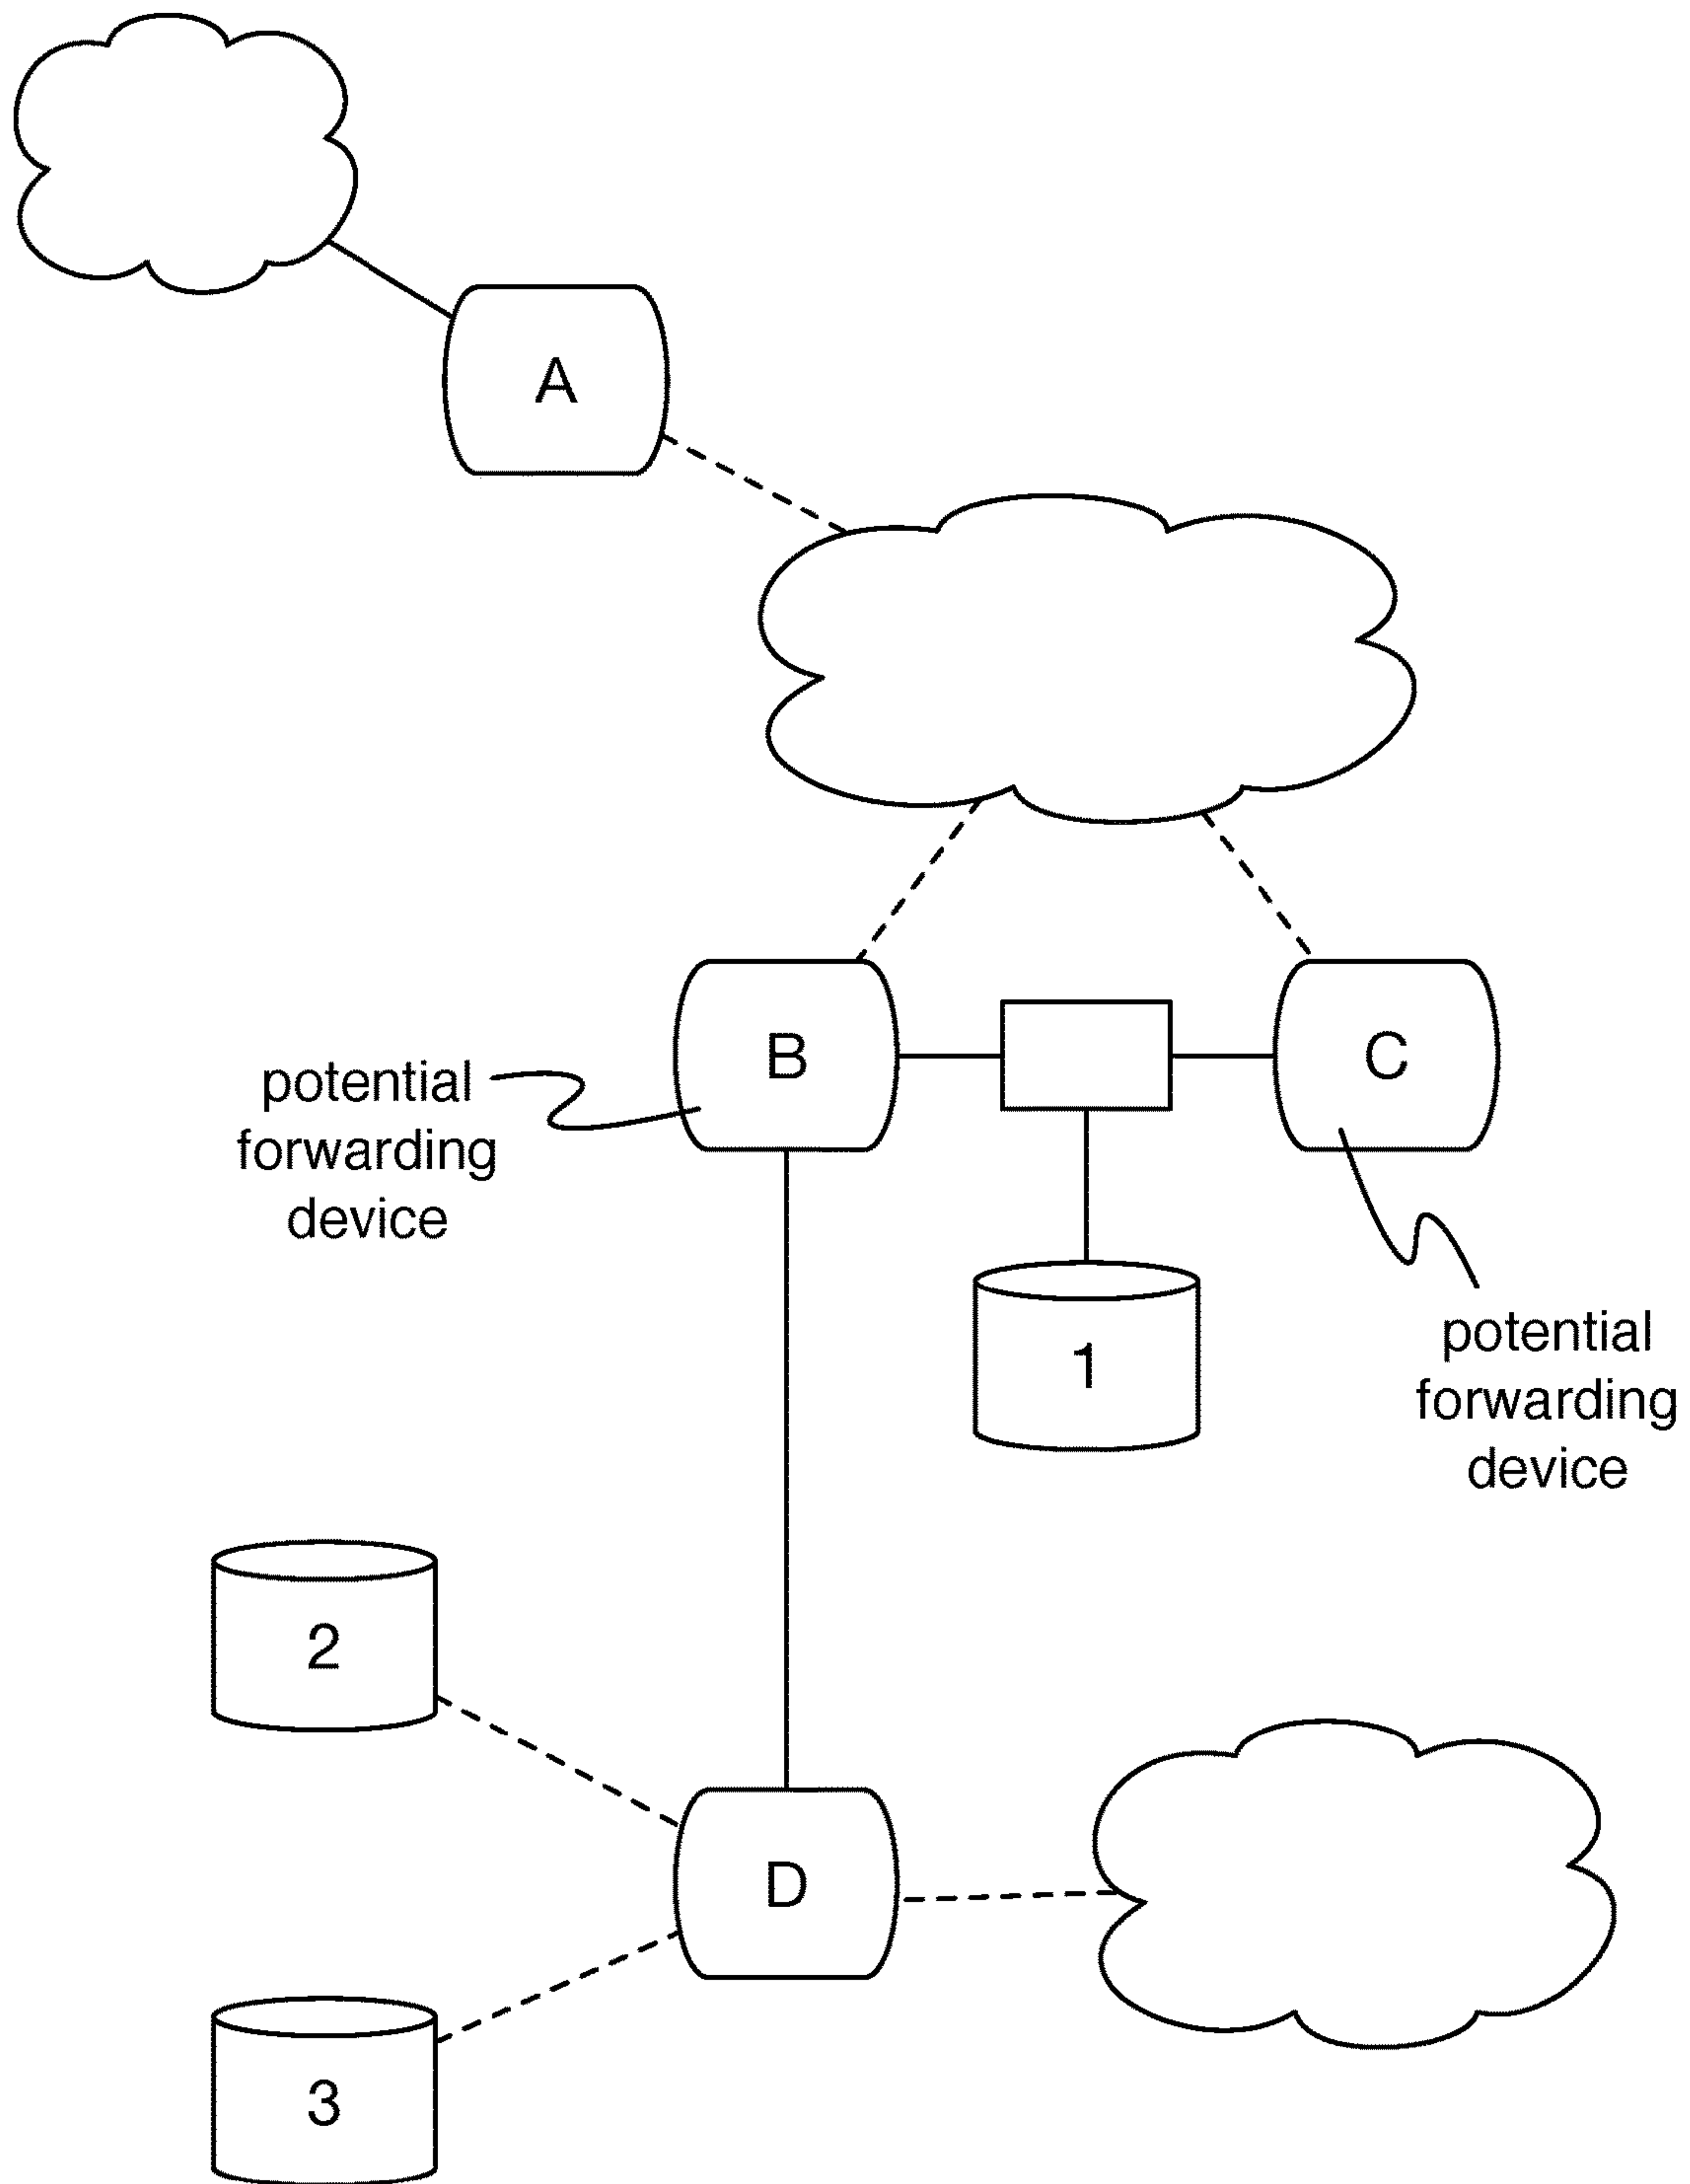 A
B
C
potential
forwarding
device
1
potential
forwarding
device
2
D
3